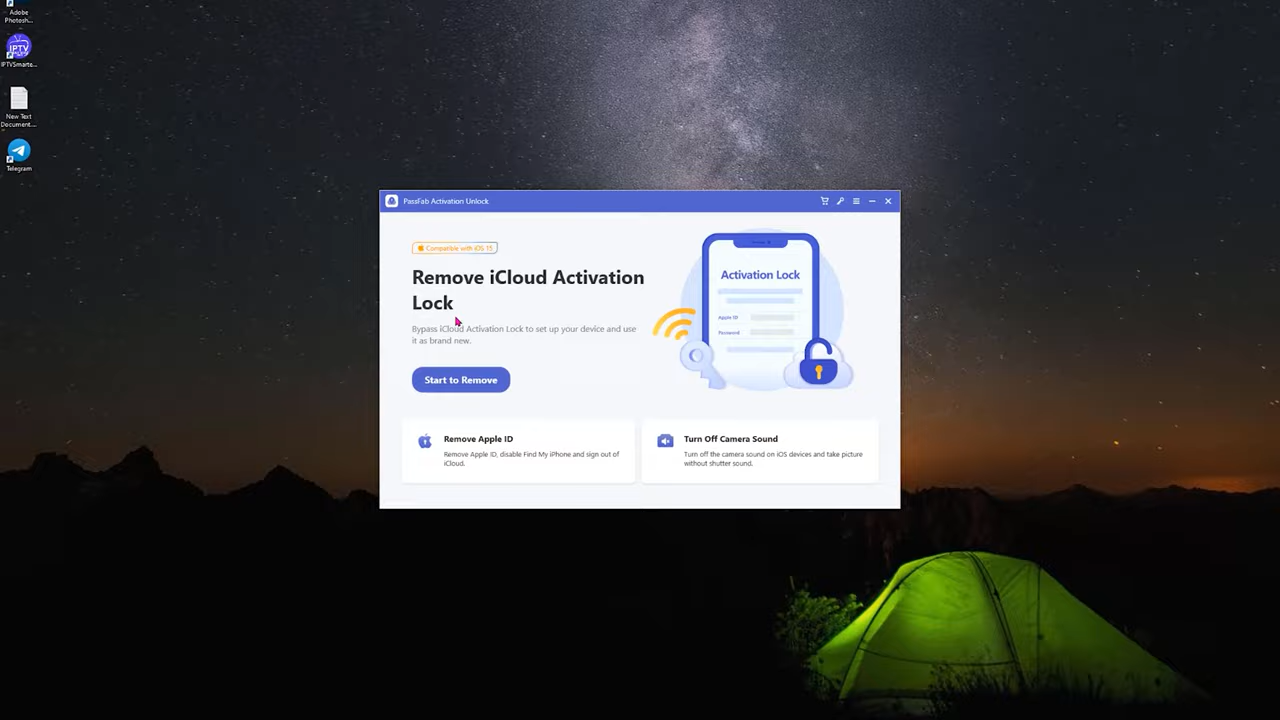 Adobe
Photosh...
IPTV
IPTVSmarte...
New Text
Document....
Telegram
PassFab Activation Unlock
Compatible with iOS 15
Remove iCloud Activation
Lock
Bypass iCloud Activation Lock to set up your device and use
it as brand new.
Start to Remove
Activation Lock
Apple ID
Password
Remove Apple ID
Remove Apple ID, disable Find My iPhone and sign out of
iCloud.
Turn Off Camera Sound
Turn off the camera sound on iOS devices and take picture
without shutter sound.